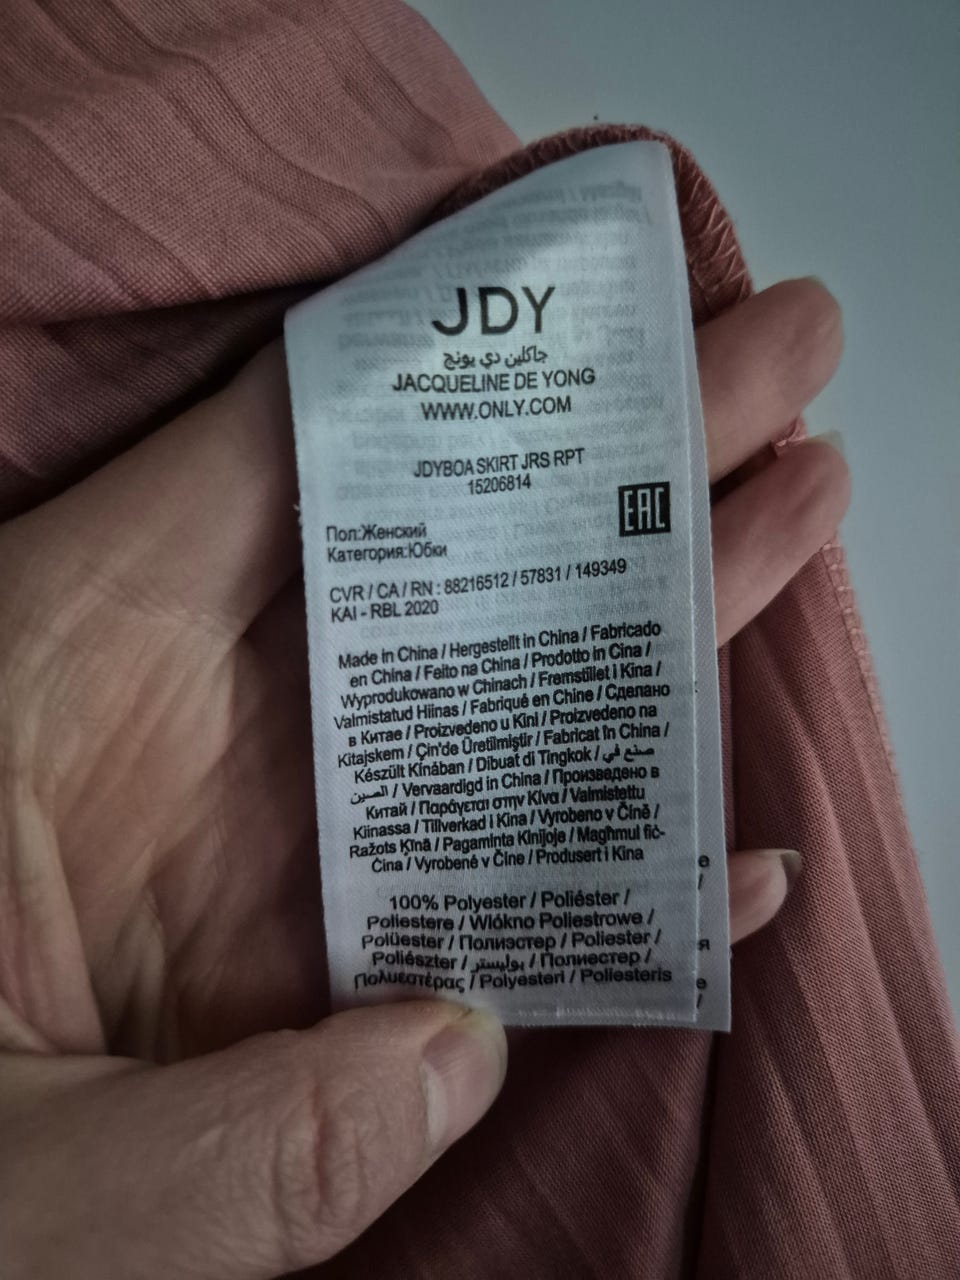 JDY
جاكلين دي يونج
JACQUELINE DE YONG
WWW.ONLY.COM
JDYBOA SKIRT JRS RPT
15206814
EAC
Пол:Женский
Категория:Юбки
CVR / CA / RN : 88216512 / 57831 / 149349
KAI - RBL 2020
Made in China / Hergestellt in China / Fabricado
en China / Feito na China / Prodotto in Cina /
Wyprodukowano w Chinach / Fremstillet i Kina /
Valmistatud Hiinas / Fabriqué en Chine / Сделано
в Китае / Proizvedeno u Kini / Proizvedeno na
Kitajskem / Çin'de Üretilmiştir / Fabricat în China /
Készült Kínában / Dibuat di Tingkok / صنع في
الصين / Vervaardigd in China / Произведено в
Китай / Παράγεται στην Κίνα / Valmistettu
Kiinassa / Tillverkad i Kina / Vyrobeno v Číně /
Ražots Ķīnā / Pagaminta Kinijoje / Magħmul fiċ-
Ċina / Vyrobené v Číne / Produsert i Kina
100% Polyester / Poliéster /
Poliestere / Włókno Poliestrowe /
Polüester / Полиэстер / Poliester /
Poliészter / بوليستر / Полиестер /
Πολυεστέρας / Polyesteri / Poliesteris